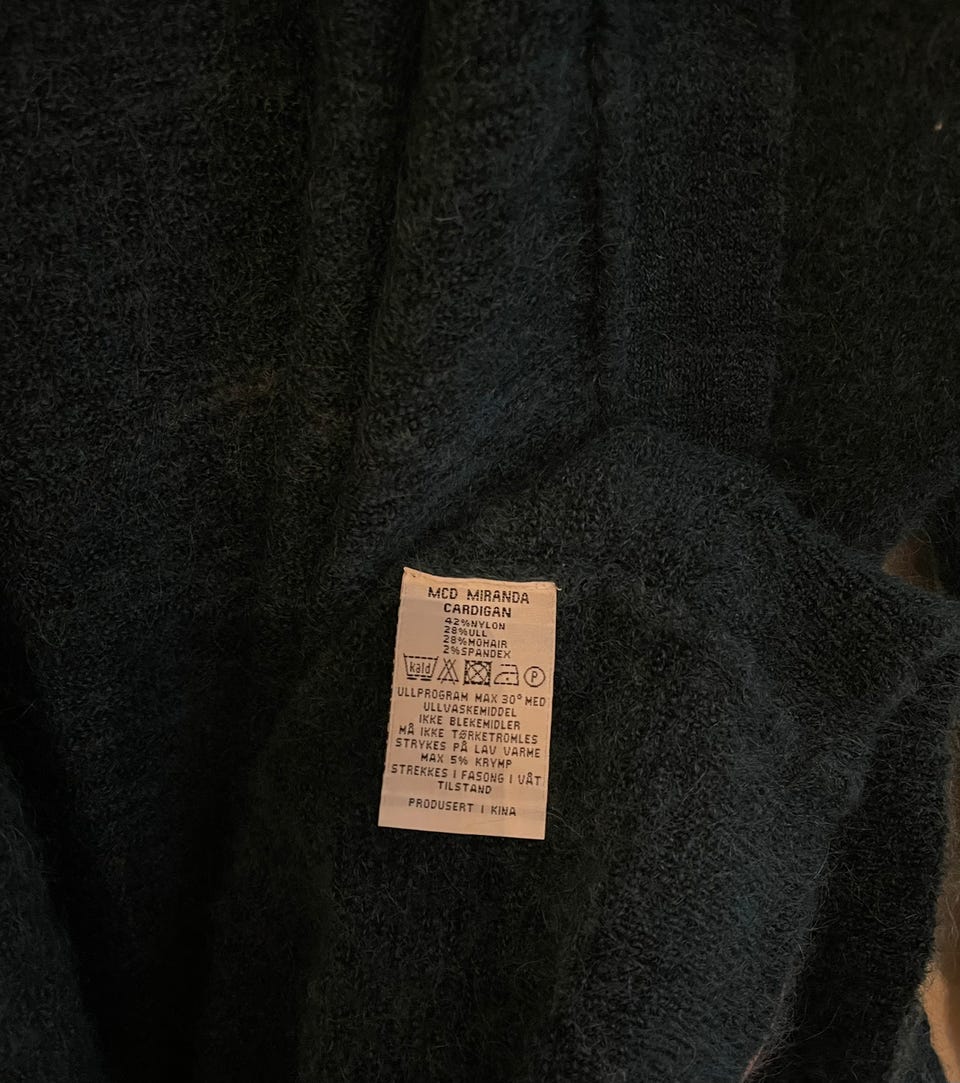 MCD MIRANDA
CARDIGAN
42%NYLON
28%ULL
28%MOHAIR
2%SPANDEX
kald P
ULLPROGRAM MAX 30° MED
ULLVASKEMIDDEL
IKKE BLEKEMIDLER
MÅ IKKE TØRKETROMLES
STRYKES PÅ LAV VARME
MAX 5% KRYMP
STREKKES I FASONG I VÅT
TILSTAND
PRODUSERT I KINA